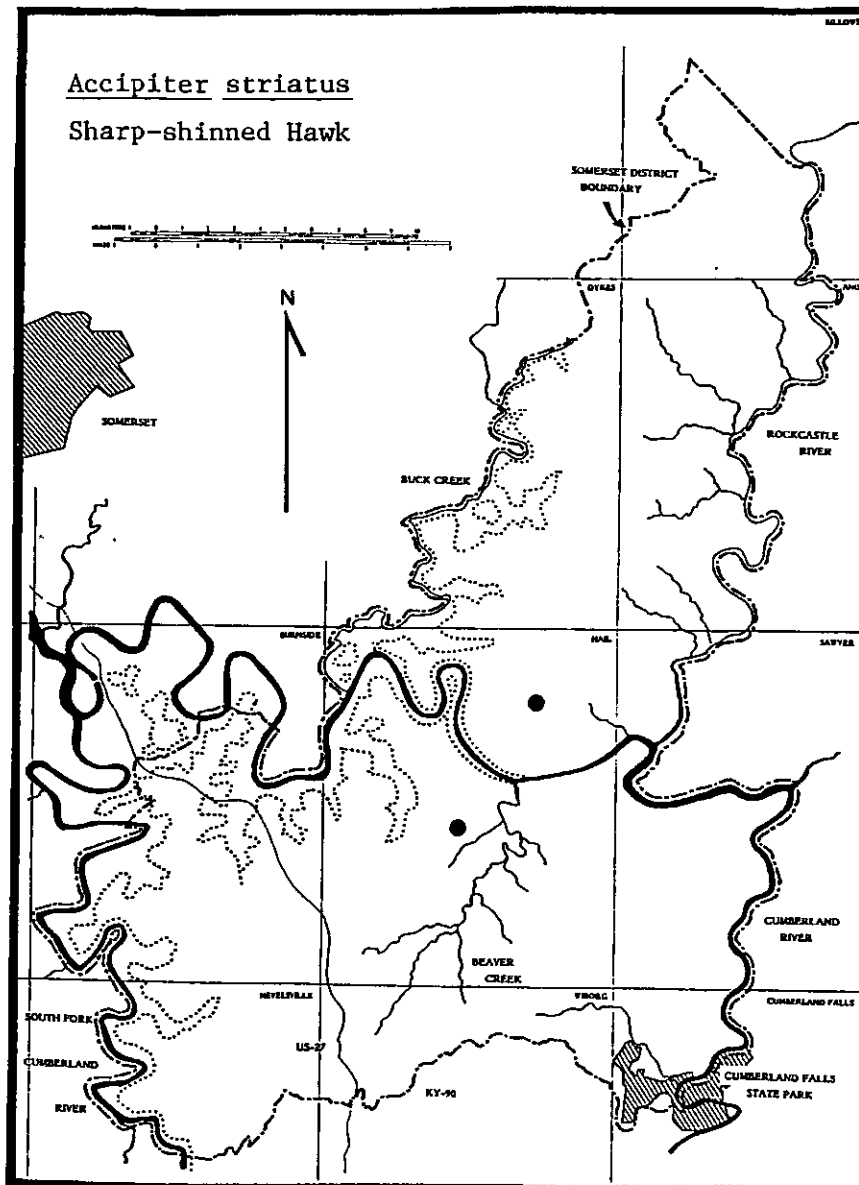 Accipiter striatus
Sharp-shinned Hawk
SOMERSET DISTRICT
BOUNDARY
N
DYKES
SOMERSET
ROCKCASTLE
RIVER
BUCK CREEK
BURNSIDE
HAIL
SAWYER
CUMBERLAND
RIVER
BEAVER
CREEK
NEVELSVILLE
WIBORG
CUMBERLAND FALLS
SOUTH FORK
CUMBERLAND
RIVER
US-27
KY-90
CUMBERLAND FALLS
STATE PARK